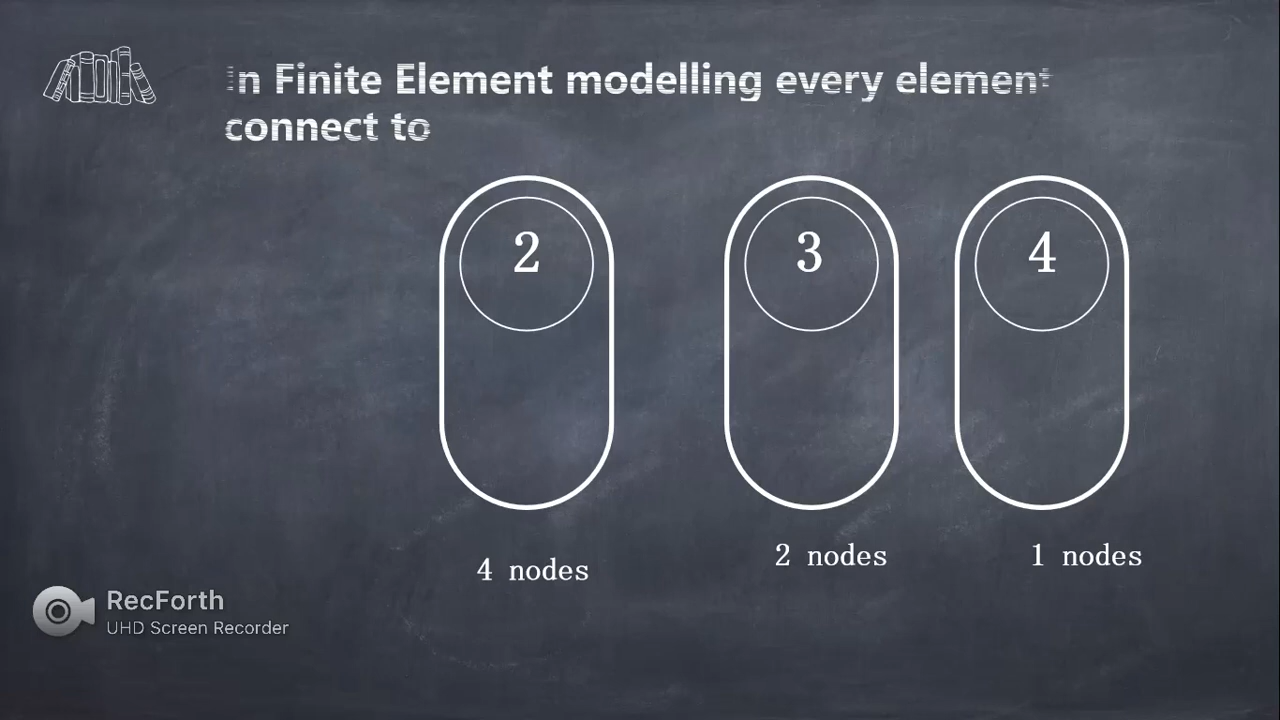 In Finite Element modelling every element
connect to
2
3
4
4 nodes
2 nodes
1 nodes
RecForth
UHD Screen Recorder